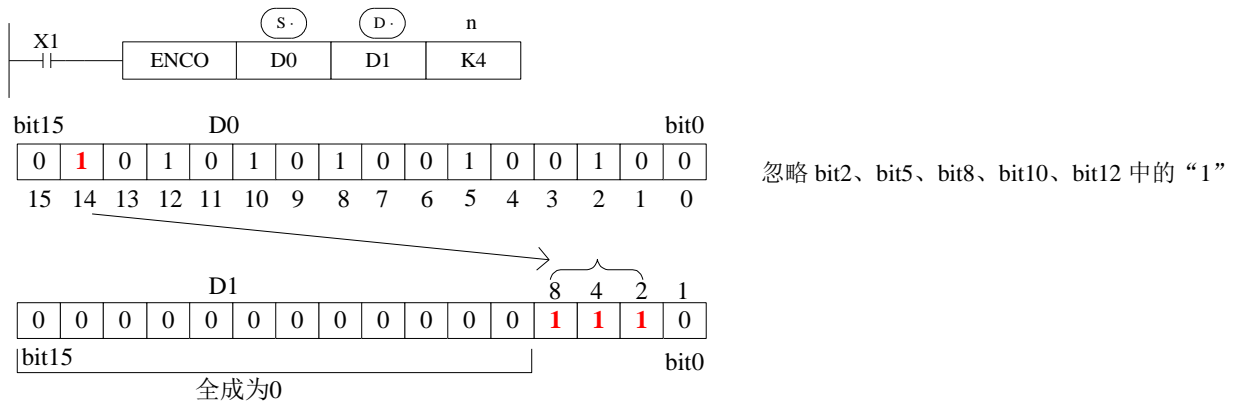 S · D · n
X1
ENCO D0 D1 K4
bit15 D0 bit0
0 1 0 1 0 1 0 1 0 0 1 0 0 1 0 0
忽略 bit2、bit5、bit8、bit10、bit12 中的“1”
15 14 13 12 11 10 9 8 7 6 5 4 3 2 1 0
D1
8 4 2 1
0 0 0 0 0 0 0 0 0 0 0 0 1 1 1 0
bit15 bit0
全成为0